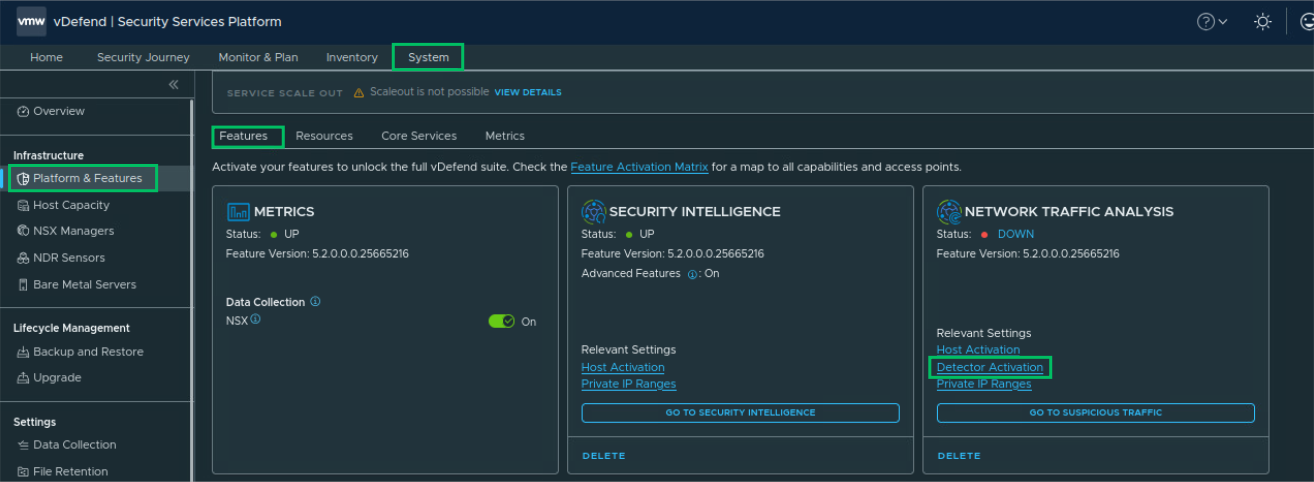 vmw vDefend | Security Services Platform
Home Security Journey Monitor & Plan Inventory System
SERVICE SCALE OUT Scaleout is not possible VIEW DETAILS
Overview
Infrastructure
Platform & Features
Host Capacity
NSX Managers
NDR Sensors
Bare Metal Servers
Lifecycle Management
Backup and Restore
Upgrade
Settings
Data Collection
File Retention
Features Resources Core Services Metrics
Activate your features to unlock the full vDefend suite. Check the Feature Activation Matrix for a map to all capabilities and access points.
METRICS
Status: UP
Feature Version: 5.2.0.0.0.25665216
Data Collection
NSX On
SECURITY INTELLIGENCE
Status: UP
Feature Version: 5.2.0.0.0.25665216
Advanced Features : On
Relevant Settings
Host Activation
Private IP Ranges
GO TO SECURITY INTELLIGENCE
DELETE
NETWORK TRAFFIC ANALYSIS
Status: DOWN
Feature Version: 5.2.0.0.0.25665216
Relevant Settings
Host Activation
Detector Activation
Private IP Ranges
GO TO SUSPICIOUS TRAFFIC
DELETE